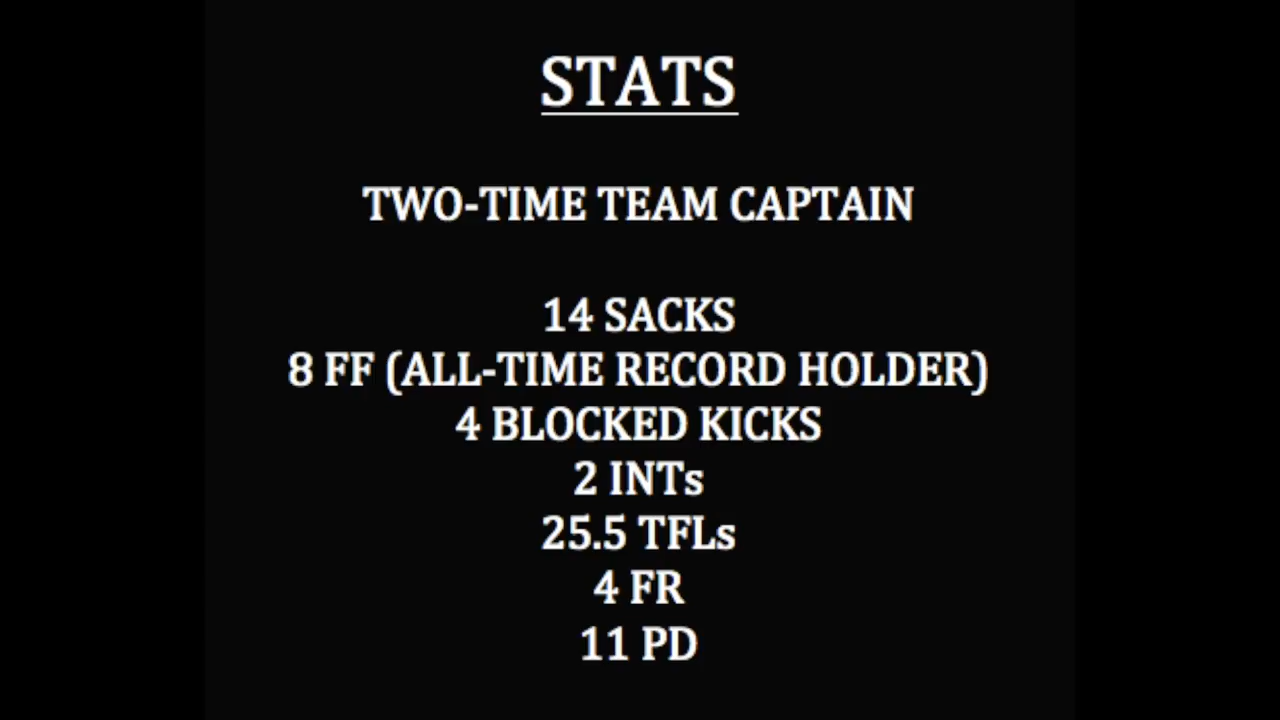 STATS
TWO-TIME TEAM CAPTAIN
14 SACKS
8 FF (ALL-TIME RECORD HOLDER)
4 BLOCKED KICKS
2 INTs
25.5 TFLs
4 FR
11 PD